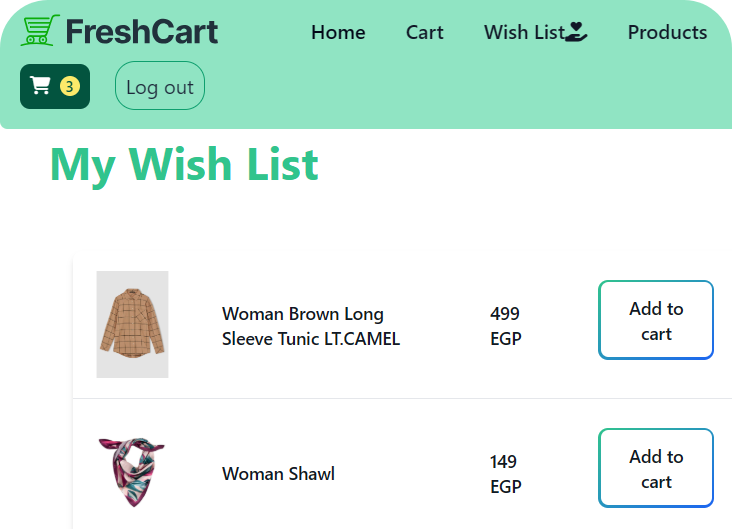 FreshCart
Home
Cart
Wish List
Products
3
Log out
My Wish List
Woman Brown Long
Sleeve Tunic LT.CAMEL
499
EGP
Add to
cart
Woman Shawl
149
EGP
Add to
cart